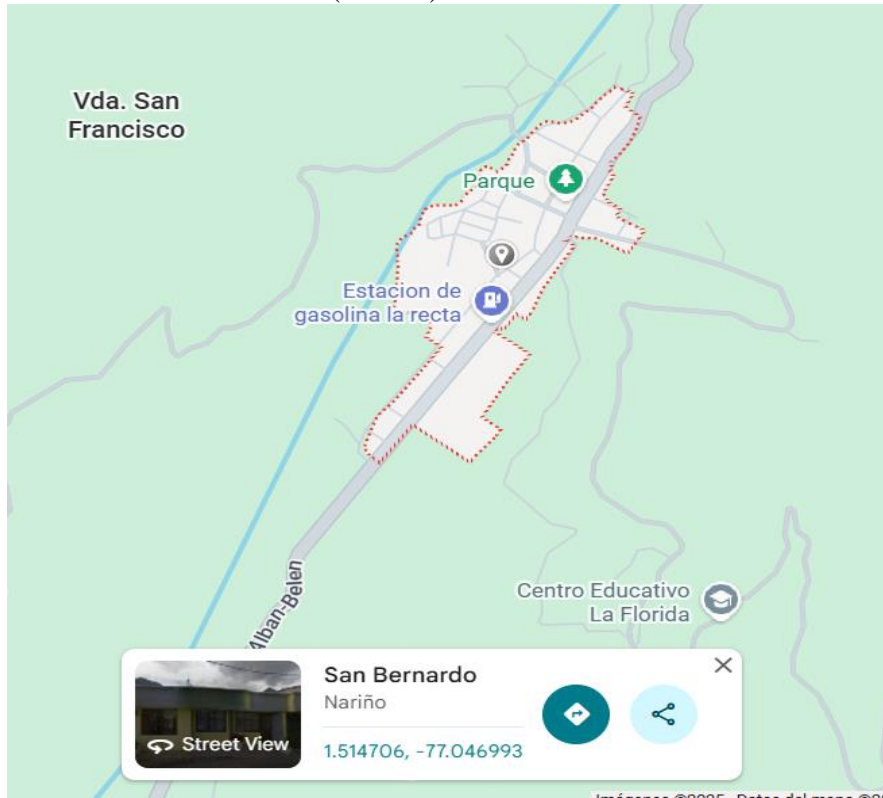 Vda. San
Francisco
Parque
Estacion de
gasolina la recta
Alban-Belen
Centro Educativo
La Florida
San Bernardo
Nariño
Street View
1.514706, -77.046993